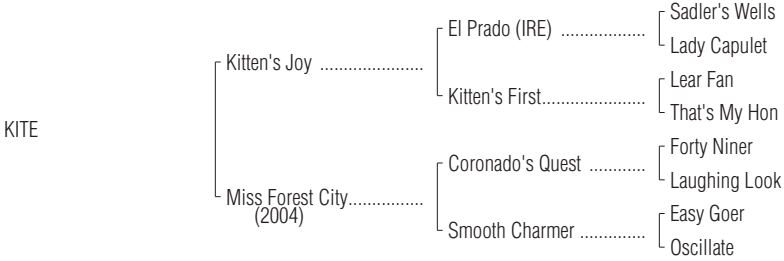 Sadler's Wells
El Prado (IRE) ..................
Lady Capulet
Kitten's Joy ......................
Lear Fan
Kitten's First......................
That's My Hon
KITE
Forty Niner
Coronado's Quest ............
Laughing Look
Miss Forest City................
(2004)
Easy Goer
Smooth Charmer ..............
Oscillate